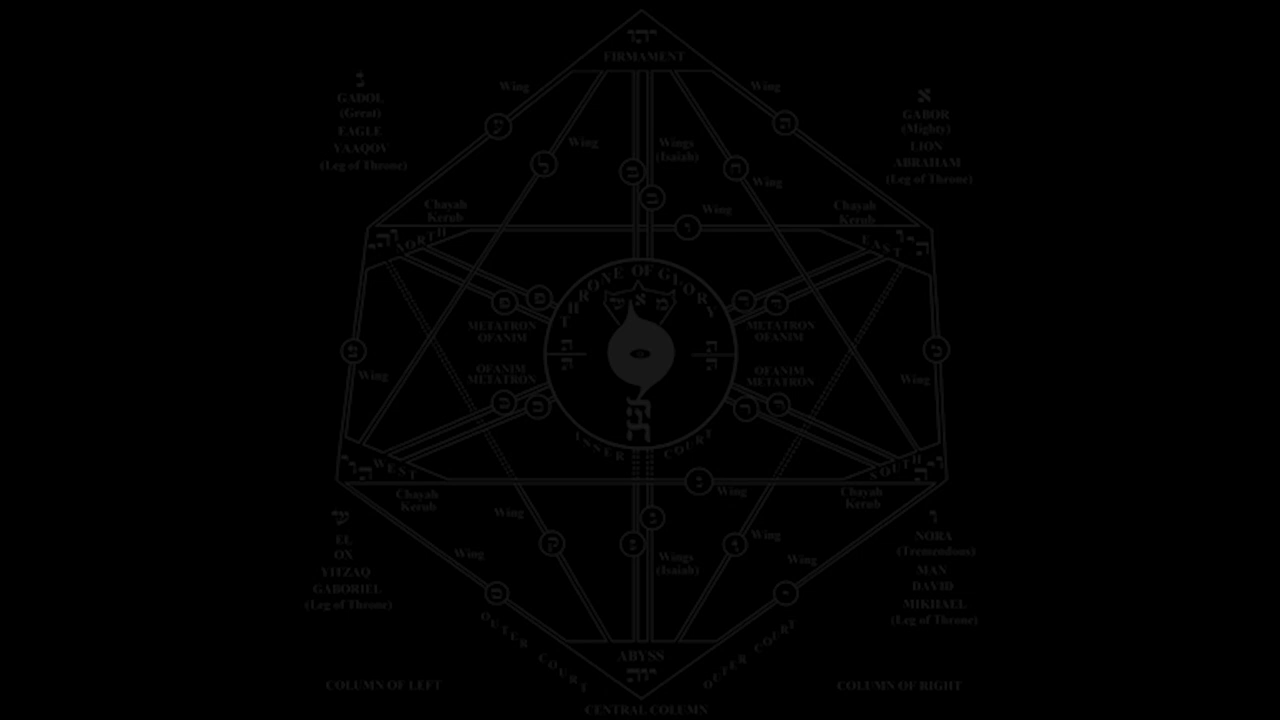 FIRMAMENT
Wing
Wing
GADOL
(Great)
EAGLE
YAAQOV
(Leg of Throne)
א
GABOR
(Mighty)
LION
ABRAHAM
(Leg of Throne)
Wing
Wings
(Isaiah)
Wing
Wing
Chayah
Kerub
Chayah
Kerub
NORTH
EAST
THRONE OF GLORY
METATRON
OFANIM
METATRON
OFANIM
OFANIM
METATRON
OFANIM
METATRON
Wing
Wing
INNER COURT
WEST
SOUTH
Chayah
Kerub
Wing
Chayah
Kerub
EL
OX
YITZAQ
GABORIEL
(Leg of Throne)
Wing
Wing
Wings
(Isaiah)
Wing
Wing
NORA
(Tremendous)
MAN
DAVID
MIKHAEL
(Leg of Throne)
OUTER COURT
OUTER COURT
ABYSS
COLUMN OF LEFT
COLUMN OF RIGHT
CENTRAL COLUMN